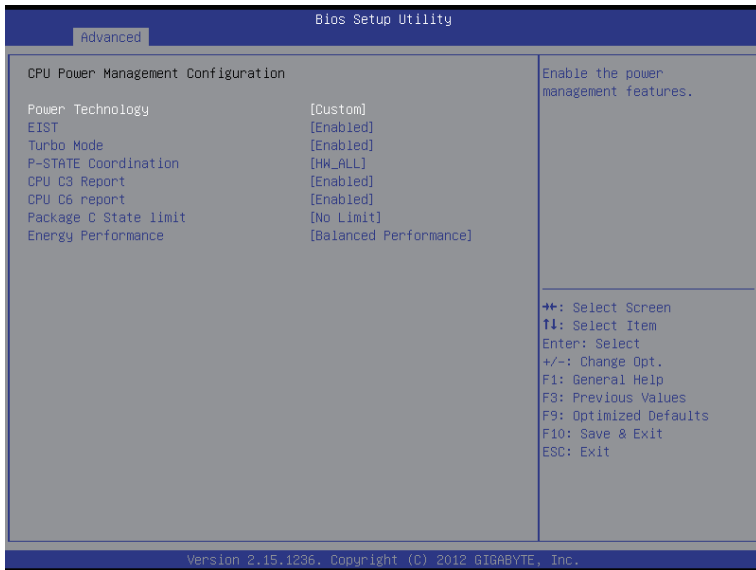 Bios Setup Utility
Advanced
CPU Power Management Configuration
Power Technology [Custom]
EIST [Enabled]
Turbo Mode [Enabled]
P-STATE Coordination [HW_ALL]
CPU C3 Report [Enabled]
CPU C6 report [Enabled]
Package C State limit [No Limit]
Energy Performance [Balanced Performance]
Enable the power
management features.
→←: Select Screen
↑↓: Select Item
Enter: Select
+/-: Change Opt.
F1: General Help
F3: Previous Values
F9: Optimized Defaults
F10: Save & Exit
ESC: Exit
Version 2.15.1236. Copyright (C) 2012 GIGABYTE, Inc.